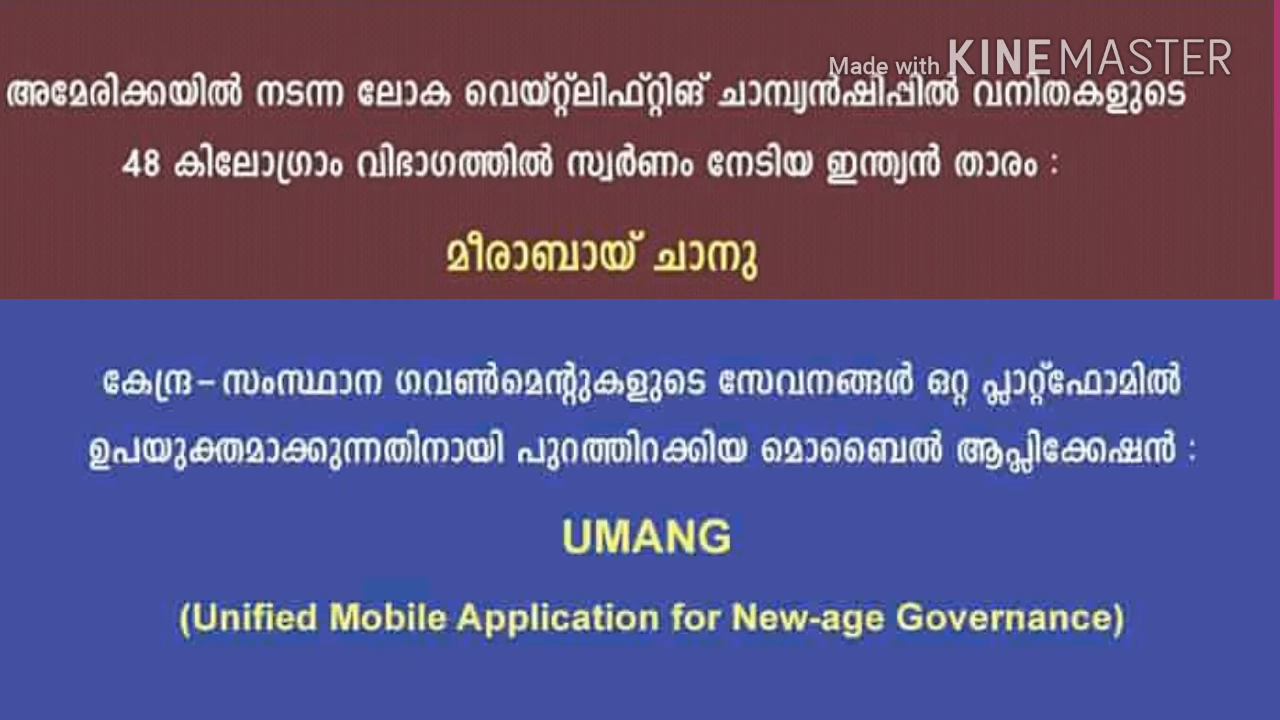 Made with KINEMASTER
അമേരിക്കയിൽ നടന്ന ലോക വെയ്റ്റ്ലിഫ്റ്റിങ് ചാമ്പ്യൻഷിപ്പിൽ വനിതകളുടെ
48 കിലോഗ്രാം വിഭാഗത്തിൽ സ്വർണം നേടിയ ഇന്ത്യൻ താരം :
മീരാബായ് ചാനു
കേന്ദ്ര – സംസ്ഥാന ഗവൺമെന്റുകളുടെ സേവനങ്ങൾ ഒറ്റ പ്ലാറ്റ്ഫോമിൽ
ഉപയുക്തമാക്കുന്നതിനായി പുറത്തിറക്കിയ മൊബൈൽ ആപ്ലിക്കേഷൻ :
UMANG
(Unified Mobile Application for New-age Governance)